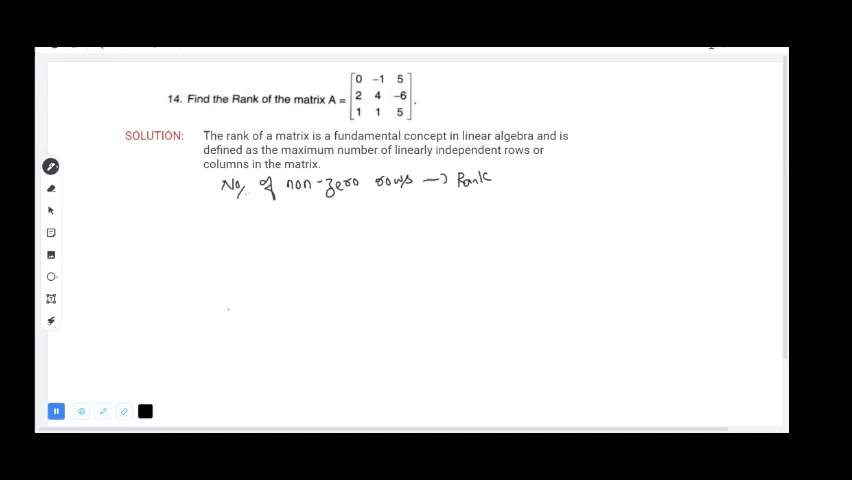 14. Find the Rank of the matrix A = [0 −1 5
2 4 −6
1 1 5].
SOLUTION: The rank of a matrix is a fundamental concept in linear algebra and is
defined as the maximum number of linearly independent rows or
columns in the matrix.
No. of non-zero rows → Rank